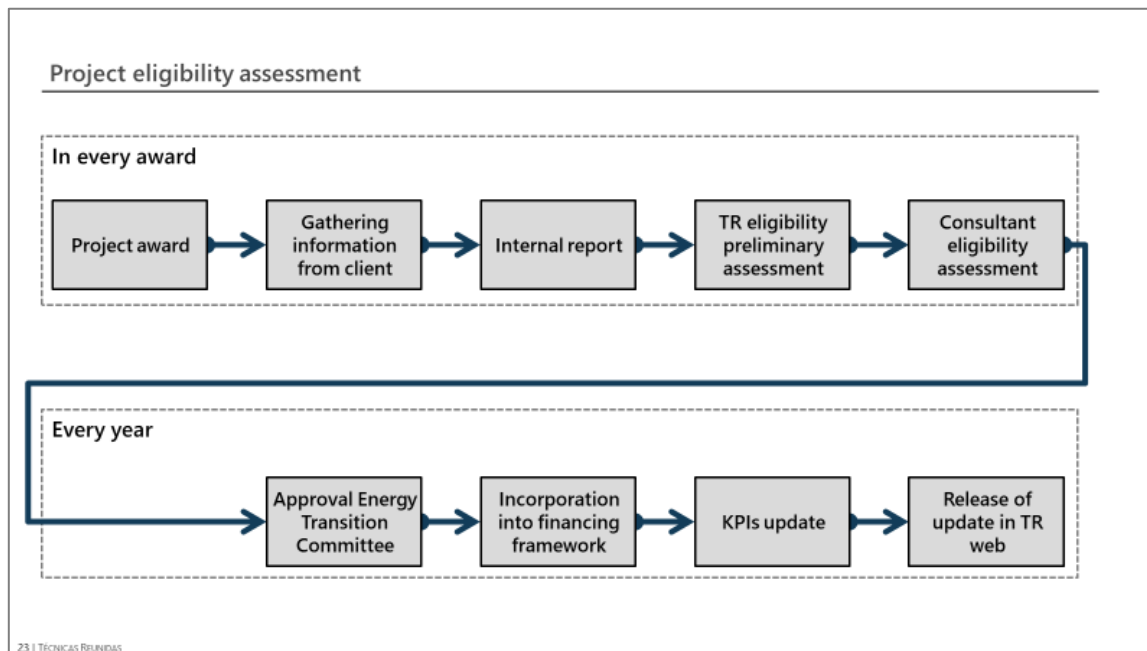 Project eligibility assessment
In every award
Project award
Gathering
information
from client
Internal report
TR eligibility
preliminary
assessment
Consultant
eligibility
assessment
Every year
Approval Energy
Transition
Committee
Incorporation
into financing
framework
KPIs update
Release of
update in TR
web
23 | TÉCNICAS REUNIDAS